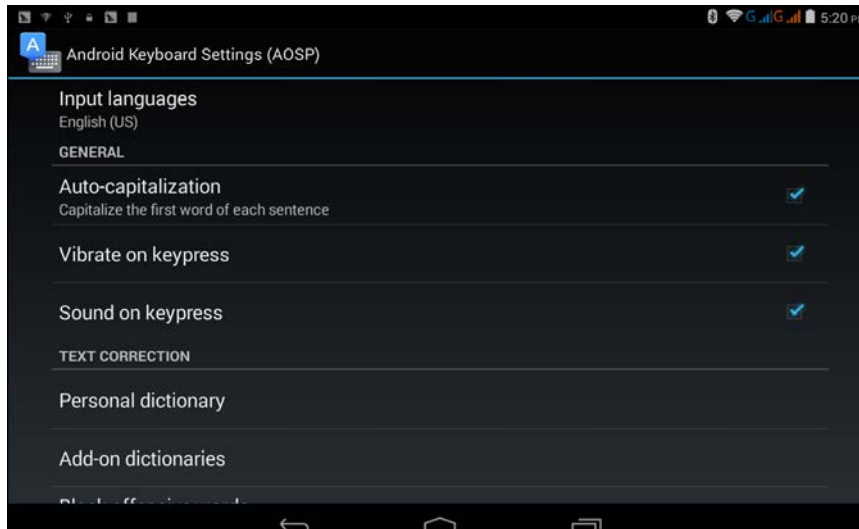 G G 5:20 P
A
Android Keyboard Settings (AOSP)
Input languages
English (US)
GENERAL
Auto-capitalization
Capitalize the first word of each sentence
Vibrate on keypress
Sound on keypress
TEXT CORRECTION
Personal dictionary
Add-on dictionaries